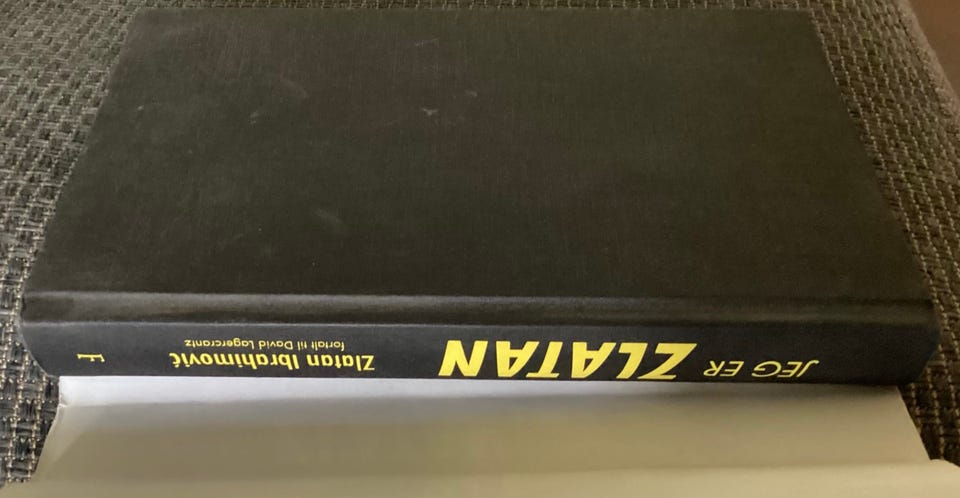 JEG ER ZLATAN
Zlatan Ibrahimović
fortalt til David Lagercrantz
F